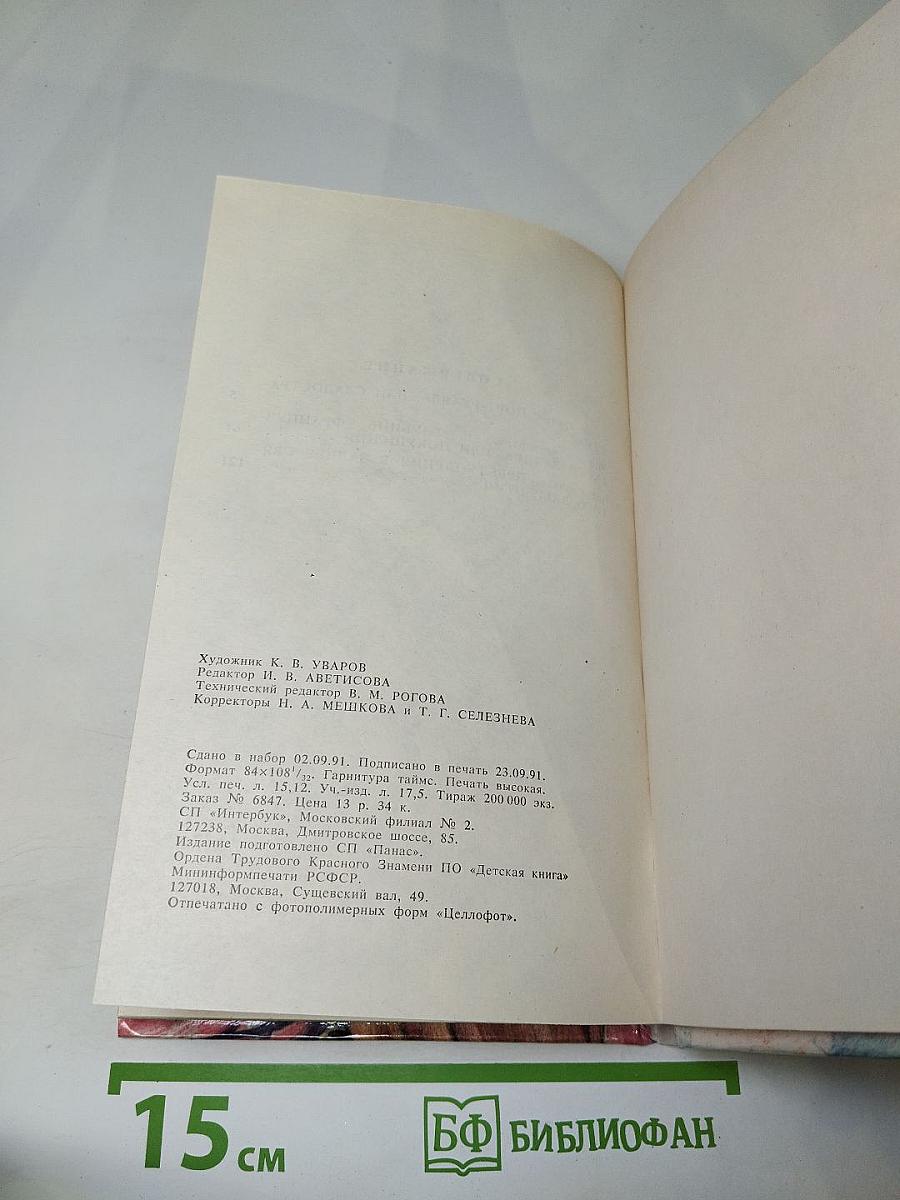 Художник К. В. УВАРОВ
Редактор И. В. АВЕТИСОВА
Технический редактор В. М. РОГОВА
Корректоры Н. А. МЕШКОВА и Т. Г. СЕЛЕЗНЕВА
Сдано в набор 02.09.91. Подписано в печать 23.09.91.
Формат 84×108¹/₃₂. Гарнитура таймс. Печать высокая.
Усл. печ. л. 15,12. Уч.-изд. л. 17,5. Тираж 200 000 экз.
Заказ № 6847. Цена 13 р. 34 к.
СП «Интербук», Московский филиал № 2.
127238, Москва, Дмитровское шоссе, 85.
Издание подготовлено СП «Панас».
Ордена Трудового Красного Знамени ПО «Детская книга»
Мининформпечати РСФСР.
127018, Москва, Сущевский вал, 49.
Отпечатано с фотополимерных форм «Целлофот».
15 см
БФ БИБЛИОФАН